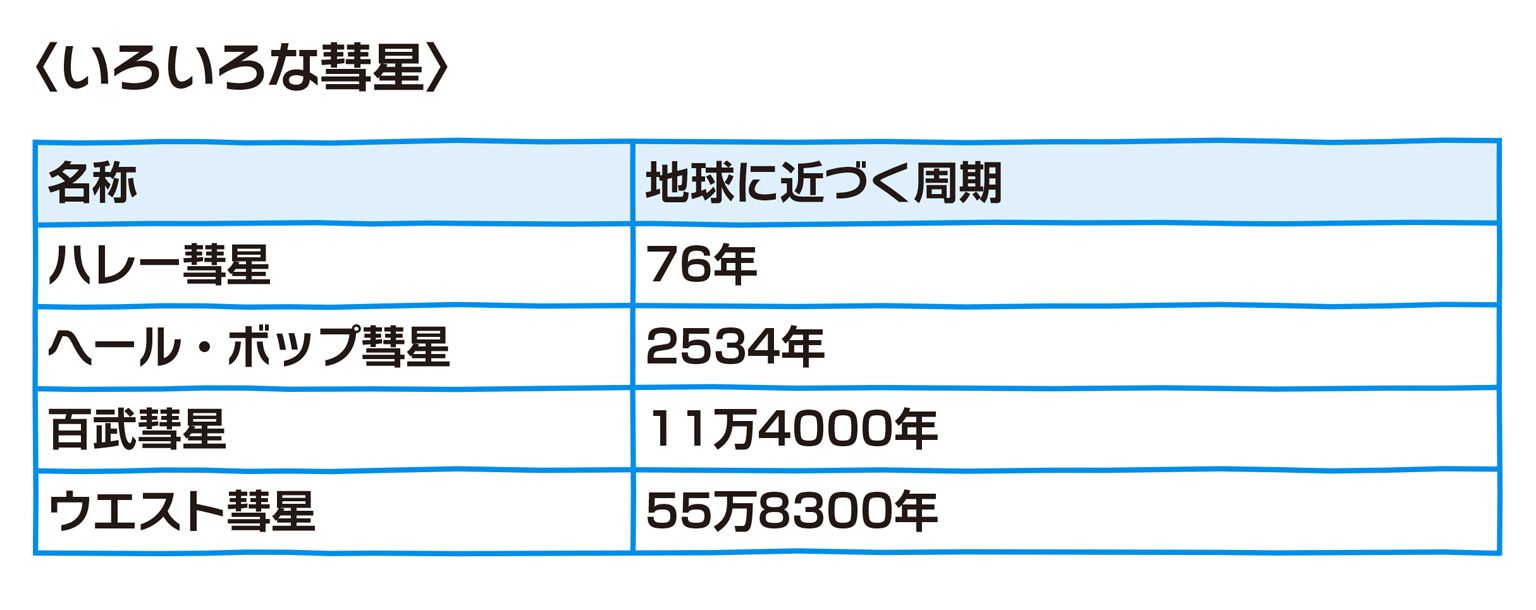 〈いろいろな彗星〉
名称 地球に近づく周期
ハレー彗星 76年
ヘール・ボップ彗星 2534年
百武彗星 11万4000年
ウエスト彗星 55万8300年